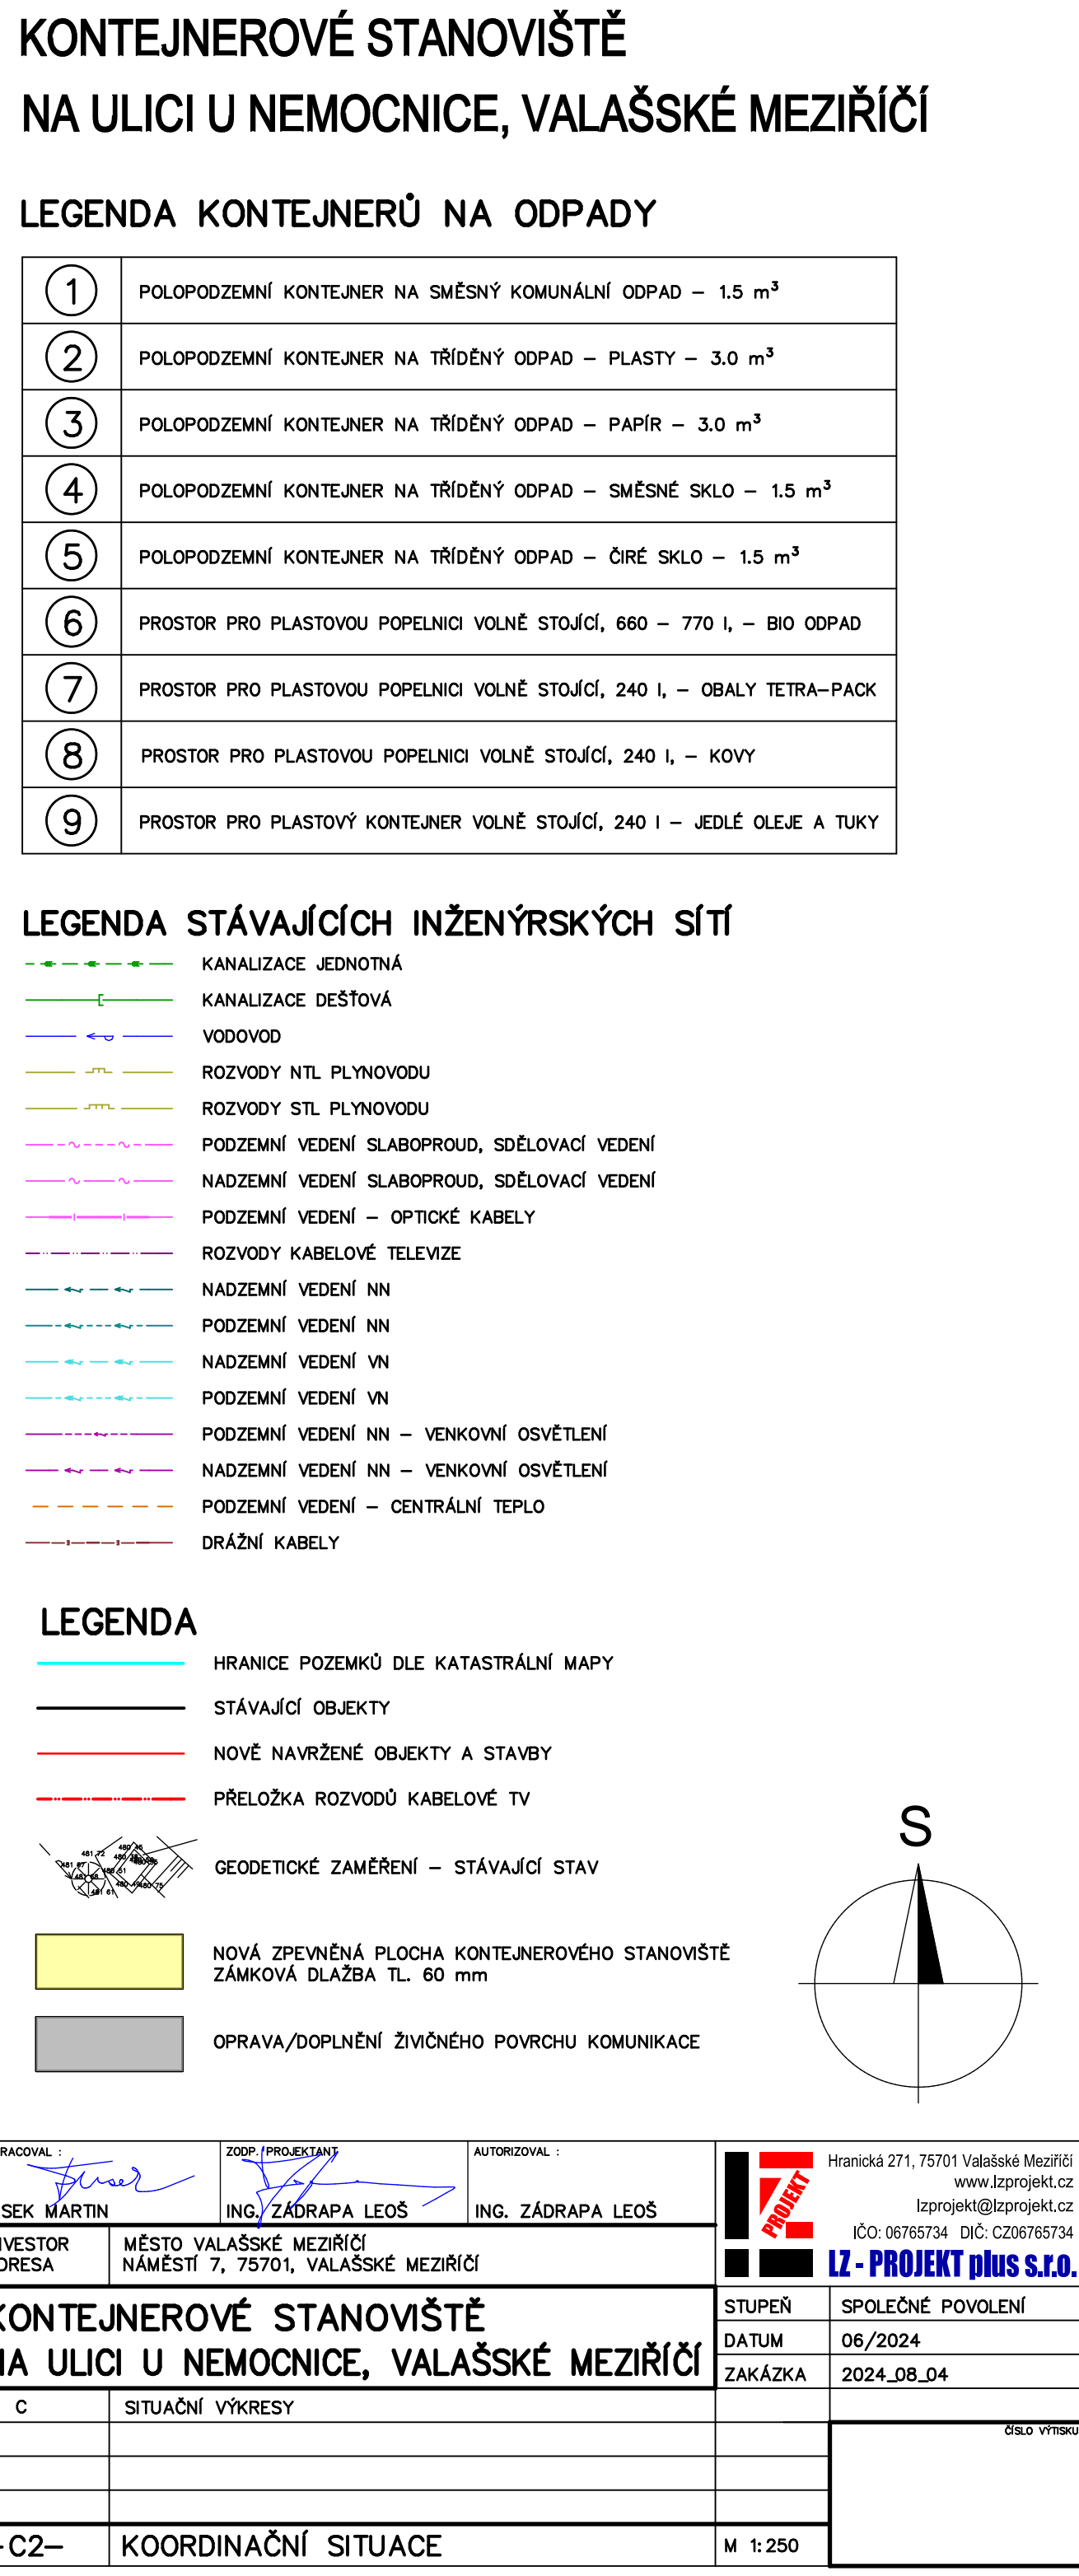 KONTEJNEROVÉ STANOVIŠTĚ
NA ULICI U NEMOCNICE, VALAŠSKÉ MEZIŘÍČÍ
LEGENDA KONTEJNERŮ NA ODPADY
1 POLOPODZEMNÍ KONTEJNER NA SMĚSNÝ KOMUNÁLNÍ ODPAD – 1.5 m³
2 POLOPODZEMNÍ KONTEJNER NA TŘÍDĚNÝ ODPAD – PLASTY – 3.0 m³
3 POLOPODZEMNÍ KONTEJNER NA TŘÍDĚNÝ ODPAD – PAPÍR – 3.0 m³
4 POLOPODZEMNÍ KONTEJNER NA TŘÍDĚNÝ ODPAD – SMĚSNÉ SKLO – 1.5 m³
5 POLOPODZEMNÍ KONTEJNER NA TŘÍDĚNÝ ODPAD – ČIRÉ SKLO – 1.5 m³
6 PROSTOR PRO PLASTOVOU POPELNICI VOLNĚ STOJÍCÍ, 660 – 770 l, – BIO ODPAD
7 PROSTOR PRO PLASTOVOU POPELNICI VOLNĚ STOJÍCÍ, 240 l, – OBALY TETRA–PACK
8 PROSTOR PRO PLASTOVOU POPELNICI VOLNĚ STOJÍCÍ, 240 l, – KOVY
9 PROSTOR PRO PLASTOVÝ KONTEJNER VOLNĚ STOJÍCÍ, 240 l – JEDLÉ OLEJE A TUKY
LEGENDA STÁVAJÍCÍCH INŽENÝRSKÝCH SÍTÍ
KANALIZACE JEDNOTNÁ
KANALIZACE DEŠŤOVÁ
VODOVOD
ROZVODY NTL PLYNOVODU
ROZVODY STL PLYNOVODU
PODZEMNÍ VEDENÍ SLABOPROUD, SDĚLOVACÍ VEDENÍ
NADZEMNÍ VEDENÍ SLABOPROUD, SDĚLOVACÍ VEDENÍ
PODZEMNÍ VEDENÍ – OPTICKÉ KABELY
ROZVODY KABELOVÉ TELEVIZE
NADZEMNÍ VEDENÍ NN
PODZEMNÍ VEDENÍ NN
NADZEMNÍ VEDENÍ VN
PODZEMNÍ VEDENÍ VN
PODZEMNÍ VEDENÍ NN – VENKOVNÍ OSVĚTLENÍ
NADZEMNÍ VEDENÍ NN – VENKOVNÍ OSVĚTLENÍ
PODZEMNÍ VEDENÍ – CENTRÁLNÍ TEPLO
DRÁŽNÍ KABELY
LEGENDA
HRANICE POZEMKŮ DLE KATASTRÁLNÍ MAPY
STÁVAJÍCÍ OBJEKTY
NOVĚ NAVRŽENÉ OBJEKTY A STAVBY
PŘELOŽKA ROZVODŮ KABELOVÉ TV
S
GEODETICKÉ ZAMĚŘENÍ – STÁVAJÍCÍ STAV
NOVÁ ZPEVNĚNÁ PLOCHA KONTEJNEROVÉHO STANOVIŠTĚ
ZÁMKOVÁ DLAŽBA TL. 60 mm
OPRAVA/DOPLNĚNÍ ŽIVIČNÉHO POVRCHU KOMUNIKACE
RACOVAL : ZODP. PROJEKTANT AUTORIZOVAL :
SEK MARTIN ING. ZÁDRAPA LEOŠ ING. ZÁDRAPA LEOŠ
PROJEKT
Hranická 271, 75701 Valašské Meziříčí
www.lzprojekt.cz
lzprojekt@lzprojekt.cz
IČO: 06765734 DIČ: CZ06765734
LZ - PROJEKT plus s.r.o.
NVESTOR MĚSTO VALAŠSKÉ MEZIŘÍČÍ
DRESA NÁMĚSTÍ 7, 75701, VALAŠSKÉ MEZIŘÍČÍ
KONTEJNEROVÉ STANOVIŠTĚ
NA ULICI U NEMOCNICE, VALAŠSKÉ MEZIŘÍČÍ
STUPEŇ SPOLEČNÉ POVOLENÍ
DATUM 06/2024
ZAKÁZKA 2024_08_04
C SITUAČNÍ VÝKRESY
ČÍSLO VÝTISKU
-C2– KOORDINAČNÍ SITUACE M 1:250